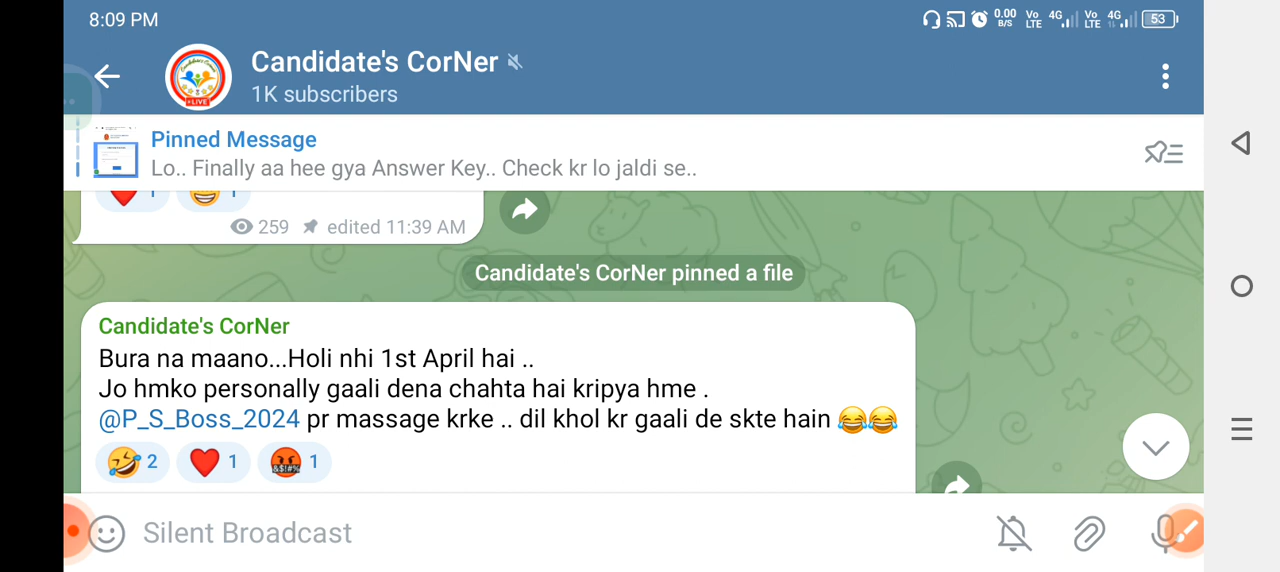 8:09 PM
0.00 B/S Vo LTE 4G Vo LTE 4G 53
Candidate's CorNer
1K subscribers
LIVE
Pinned Message
Lo.. Finally aa hee gya Answer Key.. Check kr lo jaldi se..
1 1
259 edited 11:39 AM
Candidate's CorNer pinned a file
Candidate's CorNer
Bura na maano...Holi nhi 1st April hai ..
Jo hmko personally gaali dena chahta hai kripya hme .
@P_S_Boss_2024 pr massage krke .. dil khol kr gaali de skte hain 😂😂
🤣 2 ❤️ 1 🤬 1
Silent Broadcast